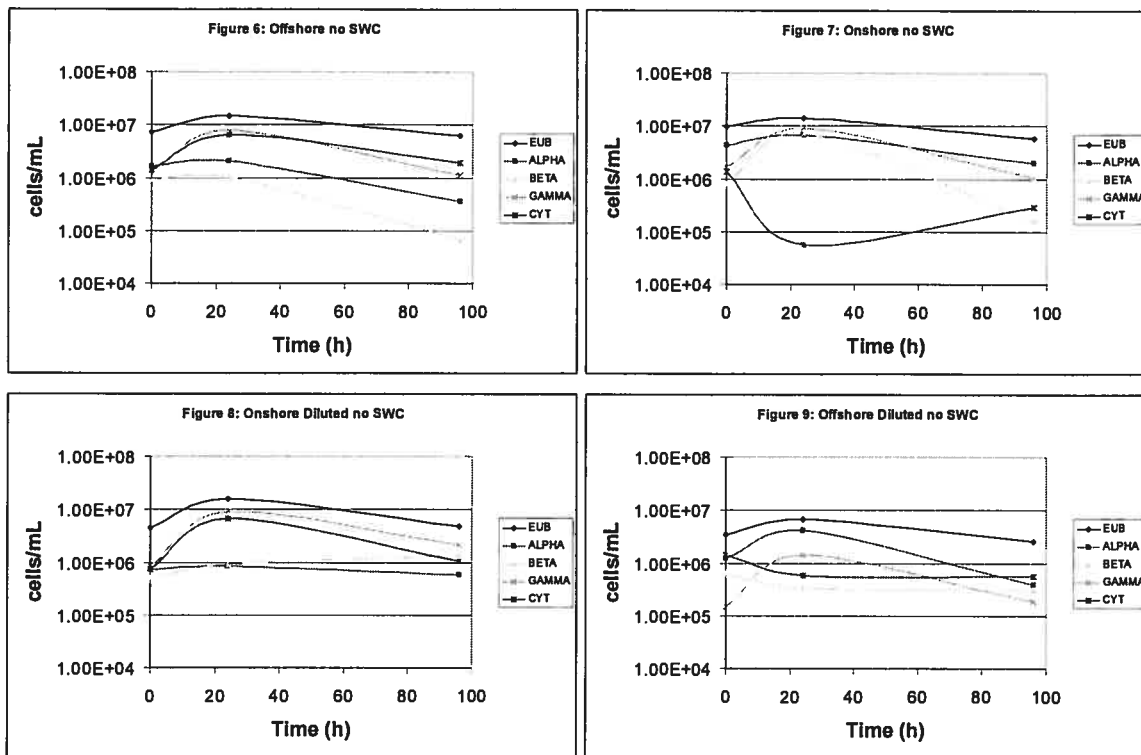 Figure 6: Offshore no SWC
1.00E+08
1.00E+07
1.00E+06
1.00E+05
1.00E+04
cells/mL
0 20 40 60 80 100
Time (h)
EUB
ALPHA
BETA
GAMMA
CYT
Figure 7: Onshore no SWC
1.00E+08
1.00E+07
1.00E+06
1.00E+05
1.00E+04
cells/mL
0 20 40 60 80 100
Time (h)
EUB
ALPHA
BETA
GAMMA
CYT
Figure 8: Onshore Diluted no SWC
1.00E+08
1.00E+07
1.00E+06
1.00E+05
1.00E+04
cells/mL
0 20 40 60 80 100
Time (h)
EUB
ALPHA
BETA
GAMMA
CYT
Figure 9: Offshore Diluted no SWC
1.00E+08
1.00E+07
1.00E+06
1.00E+05
1.00E+04
cells/mL
0 20 40 60 80 100
Time (h)
EUB
ALPHA
BETA
GAMMA
CYT